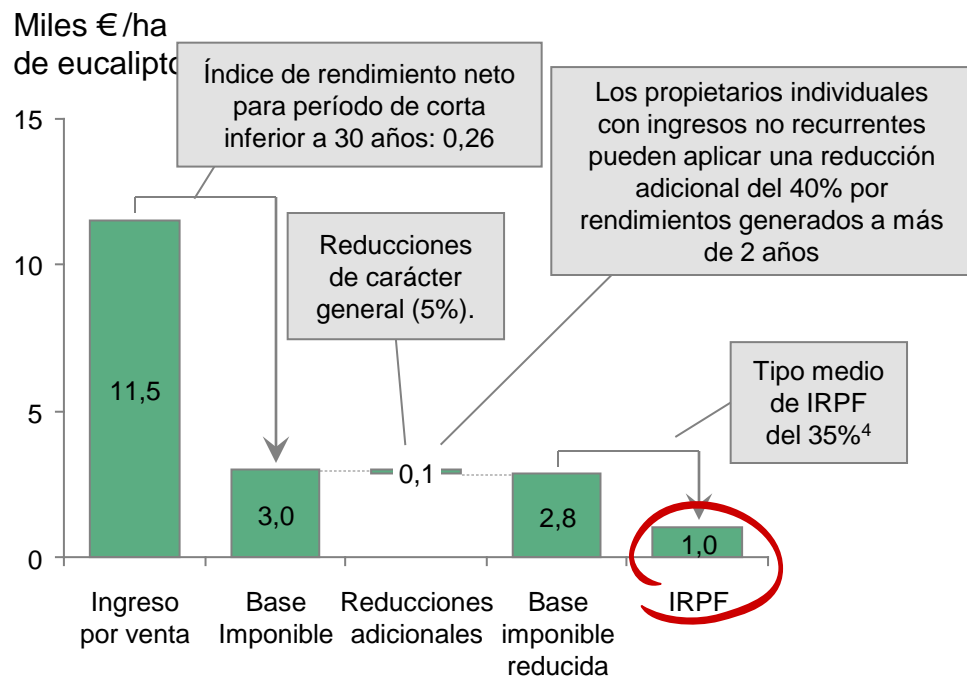 Miles €/ha
de eucalipto
Índice de rendimiento neto
para período de corta
inferior a 30 años: 0,26
Los propietarios individuales
con ingresos no recurrentes
pueden aplicar una reducción
adicional del 40% por
rendimientos generados a más
de 2 años
Reducciones
de carácter
general (5%).
Tipo medio
de IRPF
del 35%⁴
15
10
5
0
11,5
3,0
0,1
2,8
1,0
Ingreso
por venta
Base
Imponible
Reducciones
adicionales
Base
imponible
reducida
IRPF